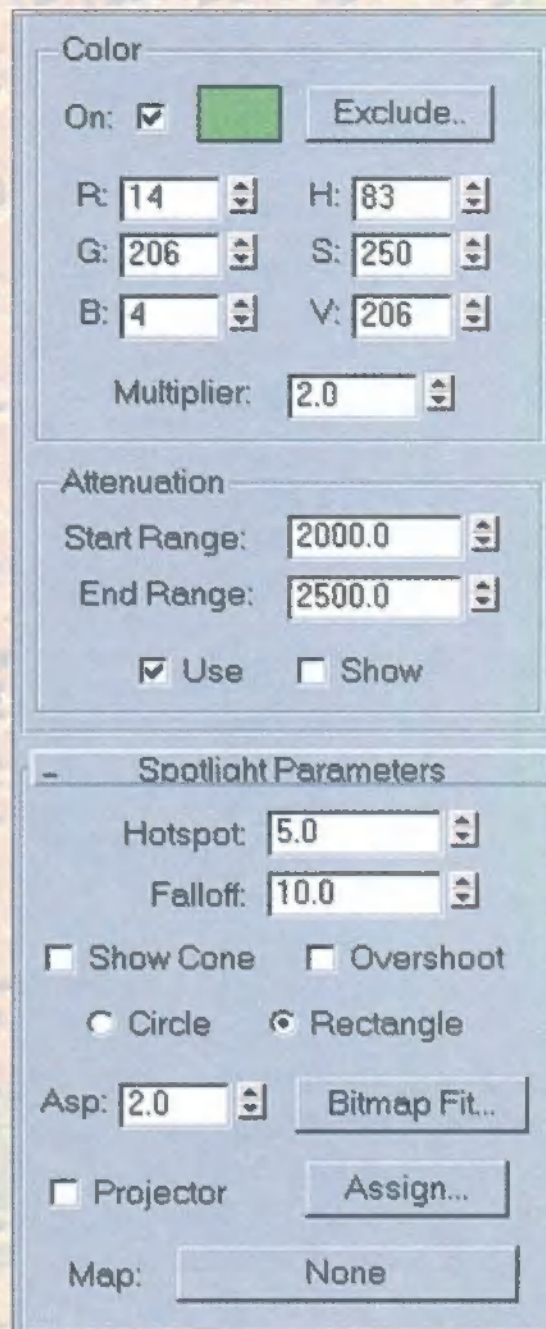 Color
On: Exclude..
R: 14 H: 83
G: 206 S: 250
B: 4 V: 206
Multiplier: 2.0
Attenuation
Start Range: 2000.0
End Range: 2500.0
Use Show
- Spotlight Parameters
Hotspot: 5.0
Falloff: 10.0
Show Cone Overshoot
Circle Rectangle
Asp: 2.0 Bitmap Fit...
Projector Assign...
Map: None